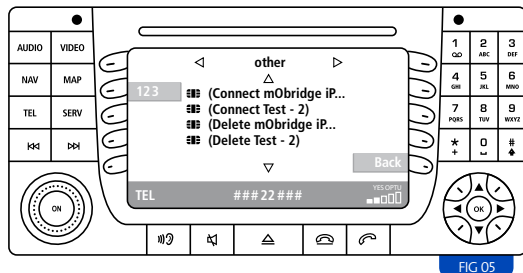 AUDIO VIDEO
NAV MAP
TEL SERV
other
123
(Connect mObridge iP...
(Connect Test - 2)
(Delete mObridge iP...
(Delete Test - 2)
Back
TEL ###22### YES OPTU
ON
1 2 ABC 3 DEF
4 GHI 5 JKL 6 MNO
7 PQRS 8 TUV 9 WXYZ
* + 0 #
OK
FIG 05